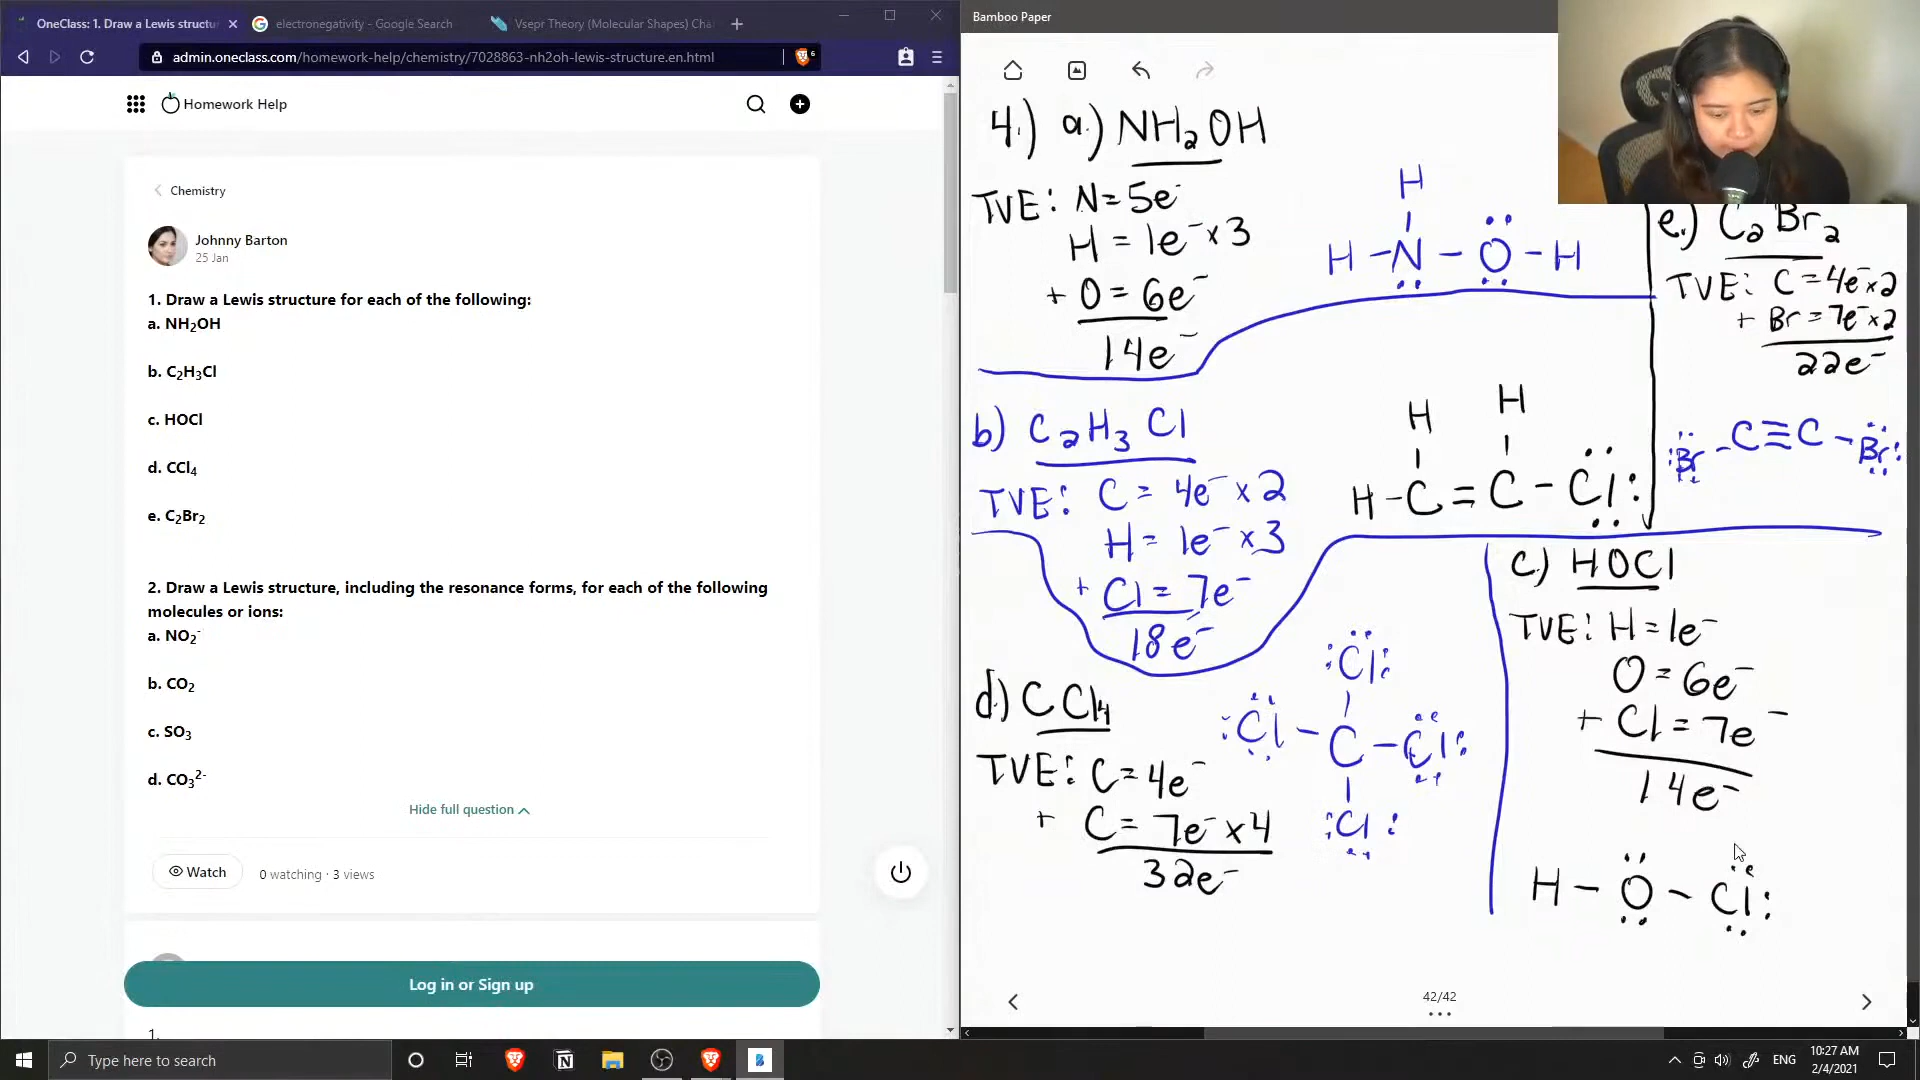 OneClass: 1. Draw a Lewis structu
electronegativity - Google Search
Vsepr Theory (Molecular Shapes) Cha
admin.oneclass.com/homework-help/chemistry/7028863-nh2oh-lewis-structure.en.html
6
Homework Help
Chemistry
Johnny Barton
25 Jan
1. Draw a Lewis structure for each of the following:
a. NH₂OH
b. C₂H₃Cl
c. HOCl
d. CCl₄
e. C₂Br₂
2. Draw a Lewis structure, including the resonance forms, for each of the following
molecules or ions:
a. NO₂⁻
b. CO₂
c. SO₃
d. CO₃²⁻
Hide full question
Watch
0 watching · 3 views
Log in or Sign up
1.
Bamboo Paper
4.) a.) NH₂OH
TVE: N = 5e⁻
H = 1e⁻ x 3
+ O = 6e⁻
14e⁻
H
H - N - O - H
e.) C₂Br₂
TVE: C = 4e⁻ x 2
+ Br = 7e⁻ x 2
22e⁻
Br - C ≡ C - Br
b) C₂H₃Cl
TVE: C = 4e⁻ x 2
H = 1e⁻ x 3
+ Cl = 7e⁻
18e⁻
H H
H - C = C - Cl
c.) HOCl
TVE: H = 1e⁻
O = 6e⁻
+ Cl = 7e⁻
14e⁻
H - O - Cl
d.) CCl₄
TVE: C = 4e⁻
+ C = 7e⁻ x 4
32e⁻
Cl
Cl - C - Cl
Cl
42/42
Type here to search
ENG
10:27 AM
2/4/2021